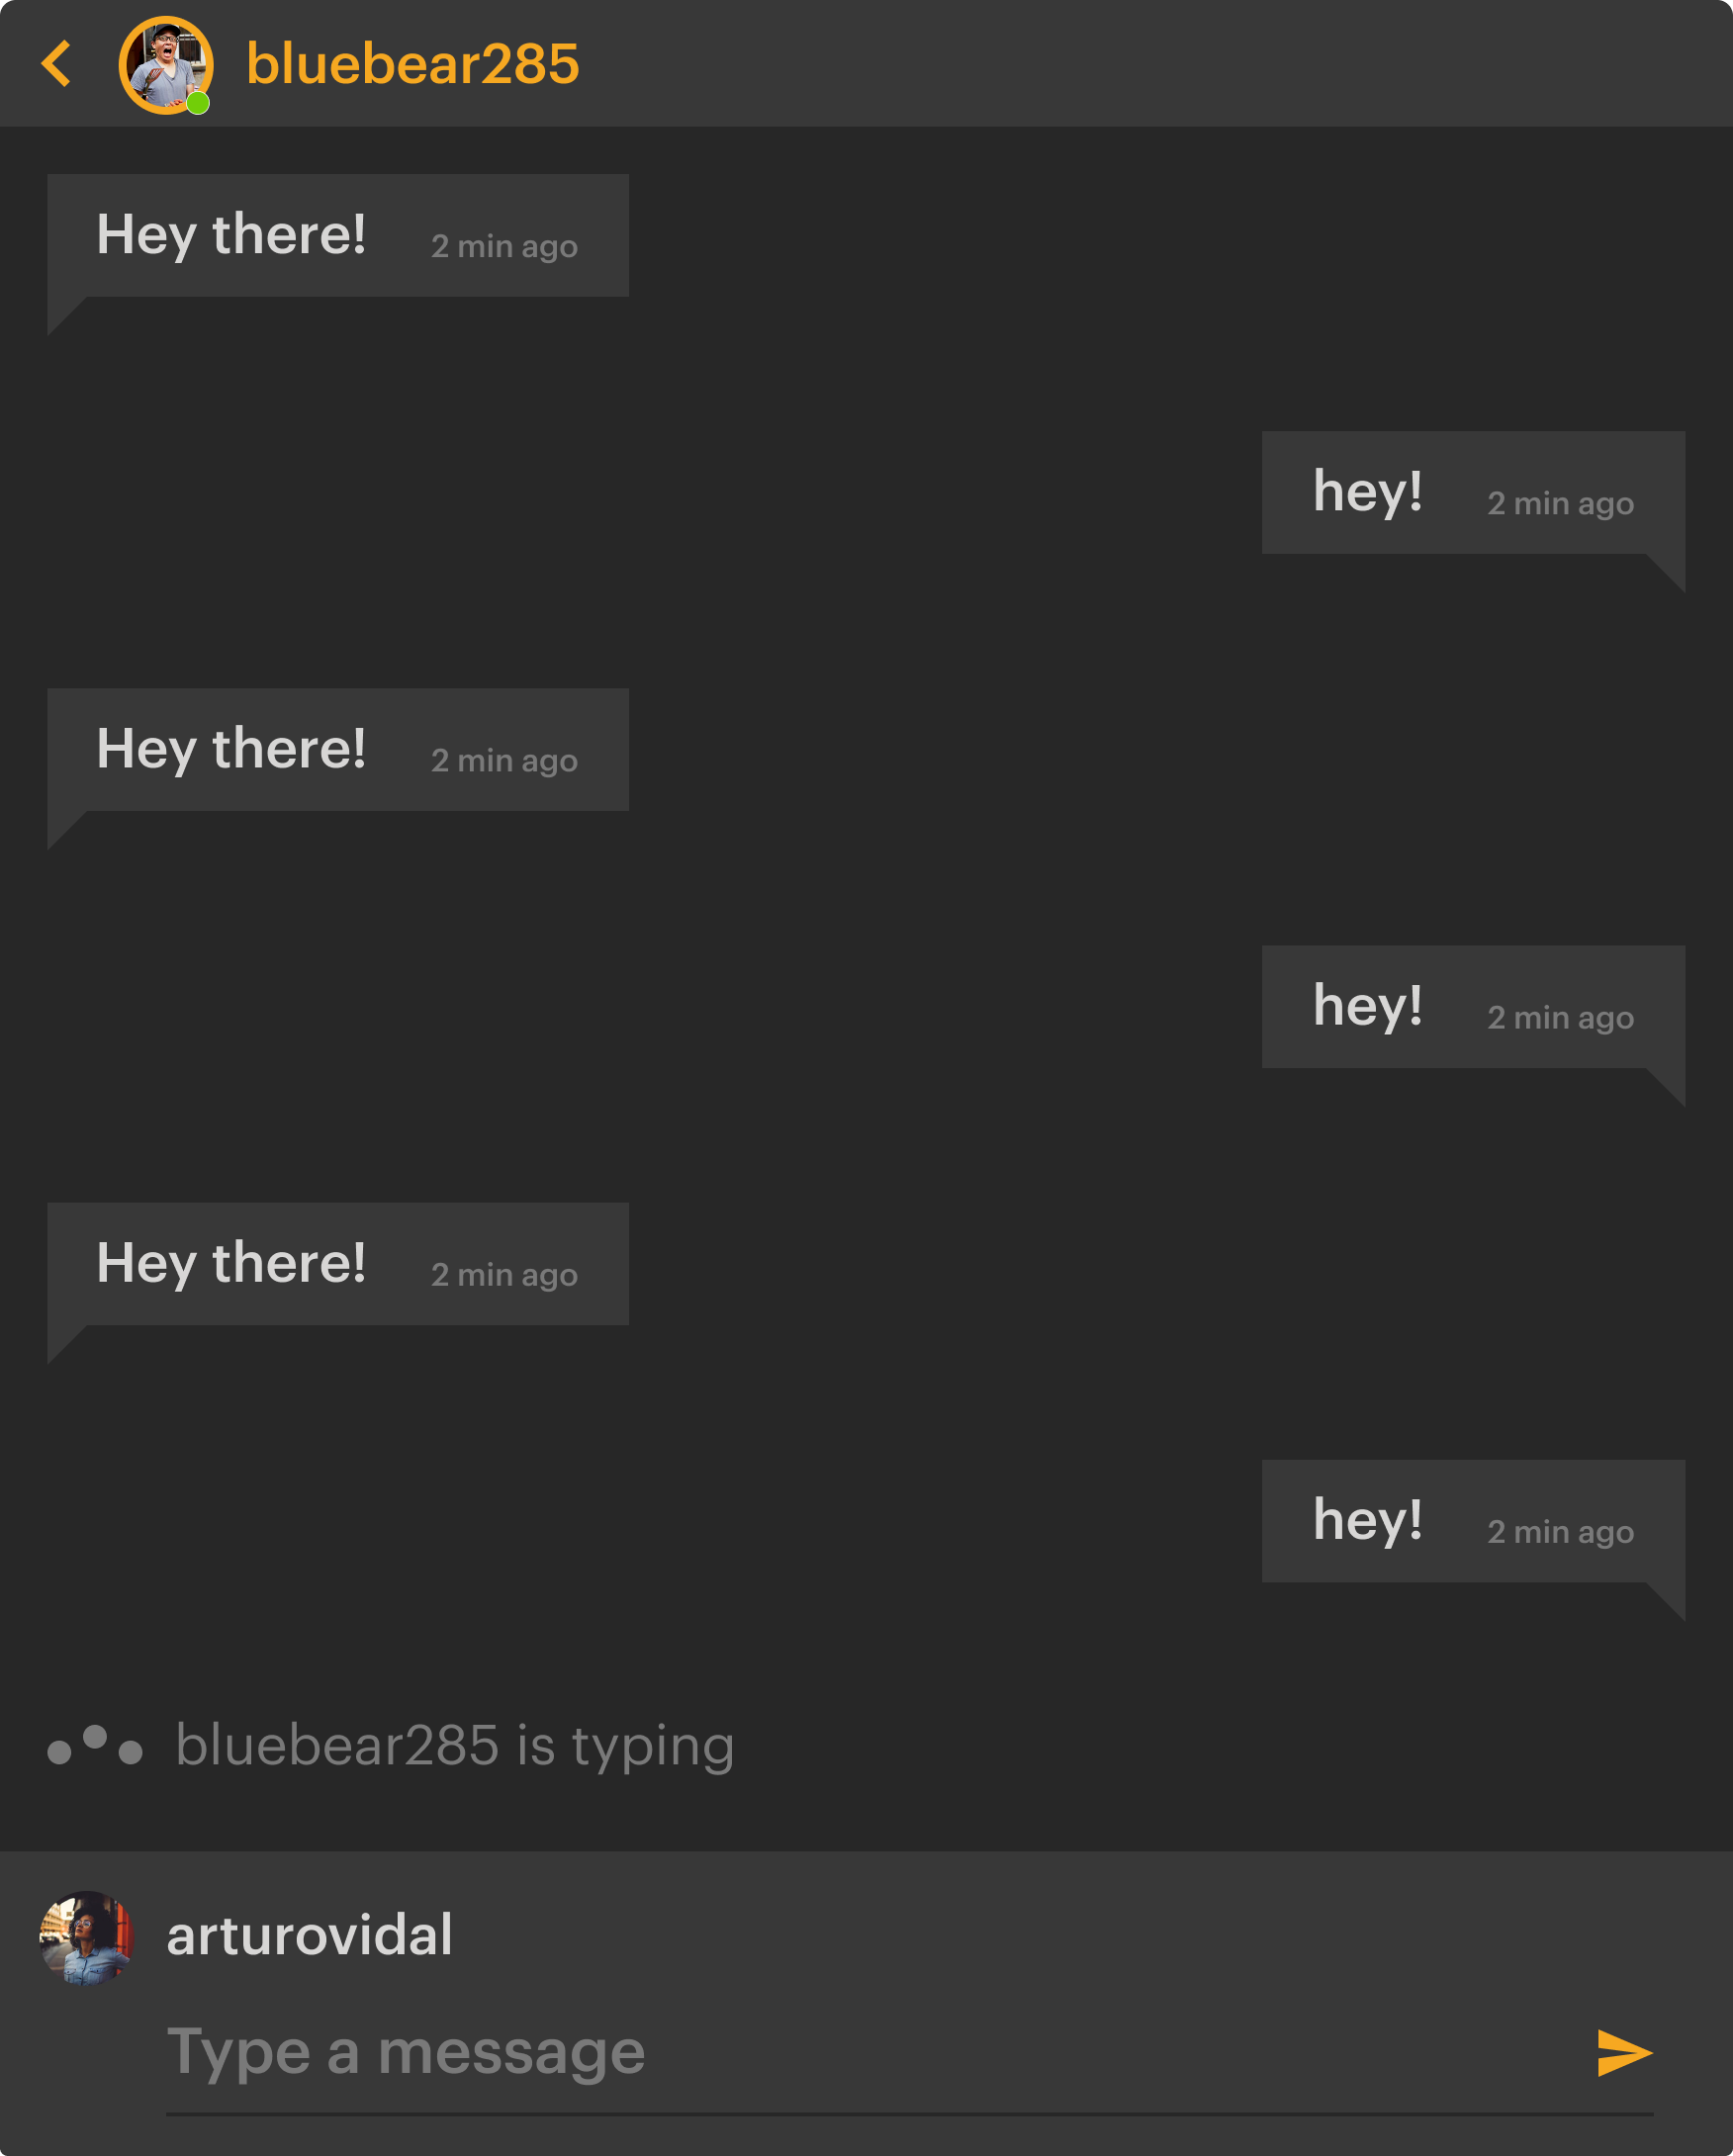 bluebear285
Hey there! 2 min ago
hey! 2 min ago
Hey there! 2 min ago
hey! 2 min ago
Hey there! 2 min ago
hey! 2 min ago
bluebear285 is typing
arturovidal
Type a message